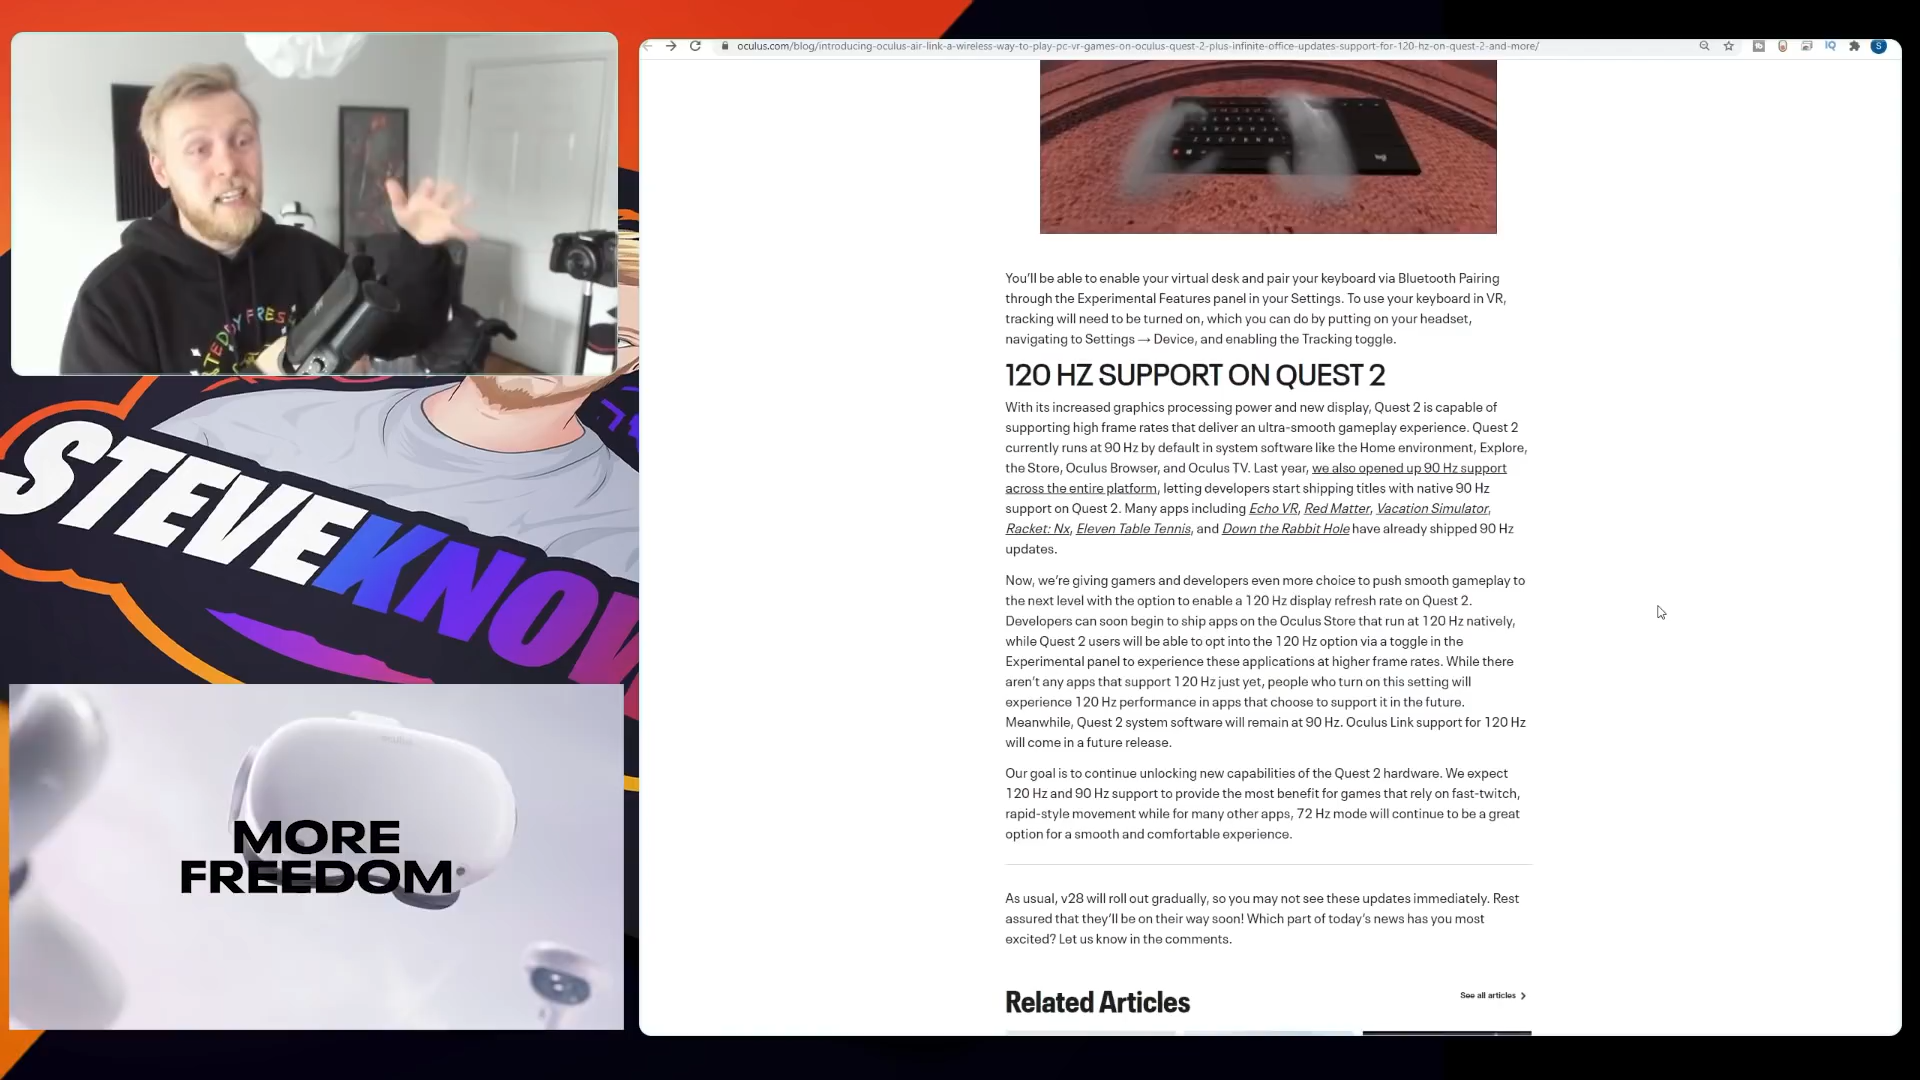 oculus.com/blog/introducing-oculus-air-link-a-wireless-way-to-play-pc-vr-games-on-oculus-quest-2-plus-infinite-office-updates-support-for-120-hz-on-quest-2-and-more/
You'll be able to enable your virtual desk and pair your keyboard via Bluetooth Pairing
through the Experimental Features panel in your Settings. To use your keyboard in VR,
tracking will need to be turned on, which you can do by putting on your headset,
navigating to Settings → Device, and enabling the Tracking toggle.
120 HZ SUPPORT ON QUEST 2
With its increased graphics processing power and new display, Quest 2 is capable of
supporting high frame rates that deliver an ultra-smooth gameplay experience. Quest 2
currently runs at 90 Hz by default in system software like the Home environment, Explore,
the Store, Oculus Browser, and Oculus TV. Last year, we also opened up 90 Hz support
across the entire platform, letting developers start shipping titles with native 90 Hz
support on Quest 2. Many apps including Echo VR, Red Matter, Vacation Simulator,
Racket: Nx, Eleven Table Tennis, and Down the Rabbit Hole have already shipped 90 Hz
updates.
Now, we're giving gamers and developers even more choice to push smooth gameplay to
the next level with the option to enable a 120 Hz display refresh rate on Quest 2.
Developers can soon begin to ship apps on the Oculus Store that run at 120 Hz natively,
while Quest 2 users will be able to opt into the 120 Hz option via a toggle in the
Experimental panel to experience these applications at higher frame rates. While there
aren't any apps that support 120 Hz just yet, people who turn on this setting will
experience 120 Hz performance in apps that choose to support it in the future.
Meanwhile, Quest 2 system software will remain at 90 Hz. Oculus Link support for 120 Hz
will come in a future release.
Our goal is to continue unlocking new capabilities of the Quest 2 hardware. We expect
120 Hz and 90 Hz support to provide the most benefit for games that rely on fast-twitch,
rapid-style movement while for many other apps, 72 Hz mode will continue to be a great
option for a smooth and comfortable experience.
As usual, v28 will roll out gradually, so you may not see these updates immediately. Rest
assured that they'll be on their way soon! Which part of today's news has you most
excited? Let us know in the comments.
Related Articles
See all articles
IQ
S
TEDDY FRES
STEVEKNOW
oculus
MORE
FREEDOM